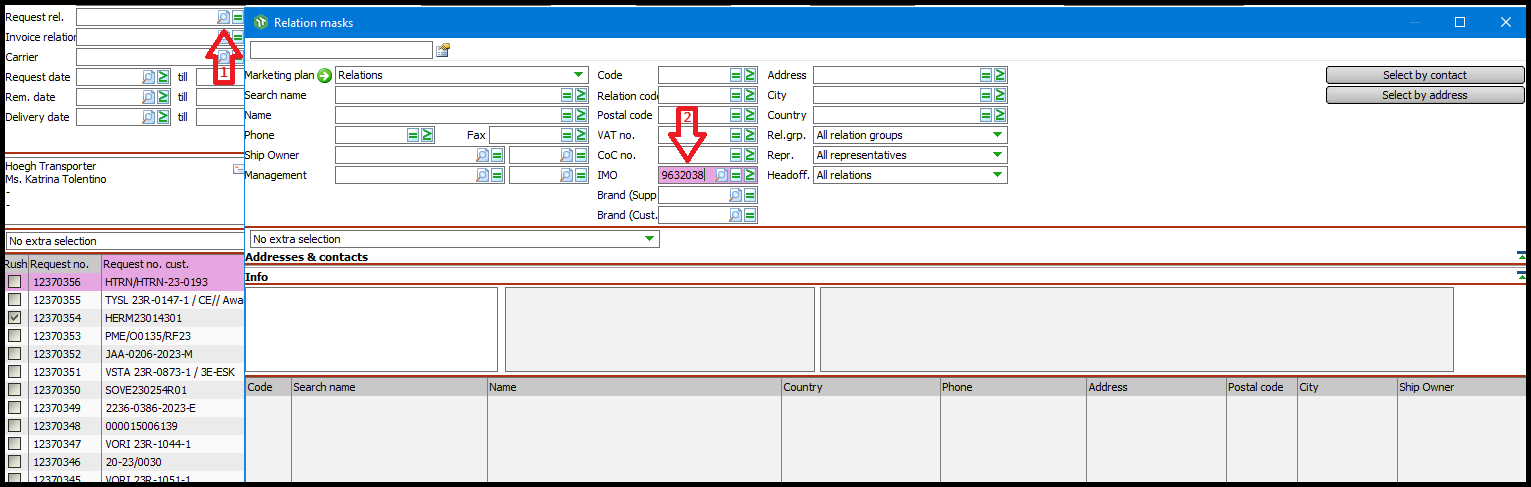 Request rel.
Invoice relation
Carrier
Request date till
Rem. date till
Delivery date till
1
Hoegh Transporter
Ms. Katrina Tolentino
-
-
No extra selection
Rush Request no. Request no. cust.
12370356 HTRN/HTRN-23-0193
12370355 TYSL 23R-0147-1 / CE// Awa
12370354 HERM23014301
12370353 PME/O0135/RF23
12370352 JAA-0206-2023-M
12370351 VSTA 23R-0873-1 / 3E-ESK
12370350 SOVE230254R01
12370349 2236-0386-2023-E
12370348 000015006139
12370347 VORI 23R-1044-1
12370346 20-23/0030
12370345 VORI 23R-1051-1
Relation masks
Marketing plan Relations Code Address Select by contact
Search name Relation code City Select by address
Name Postal code Country
2
Phone Fax VAT no. Rel.grp. All relation groups
Ship Owner CoC no. Repr. All representatives
Management IMO 9632038 Headoff. All relations
Brand (Supp
Brand (Cust.
No extra selection
Addresses & contacts
Info
Code Search name Name Country Phone Address Postal code City Ship Owner